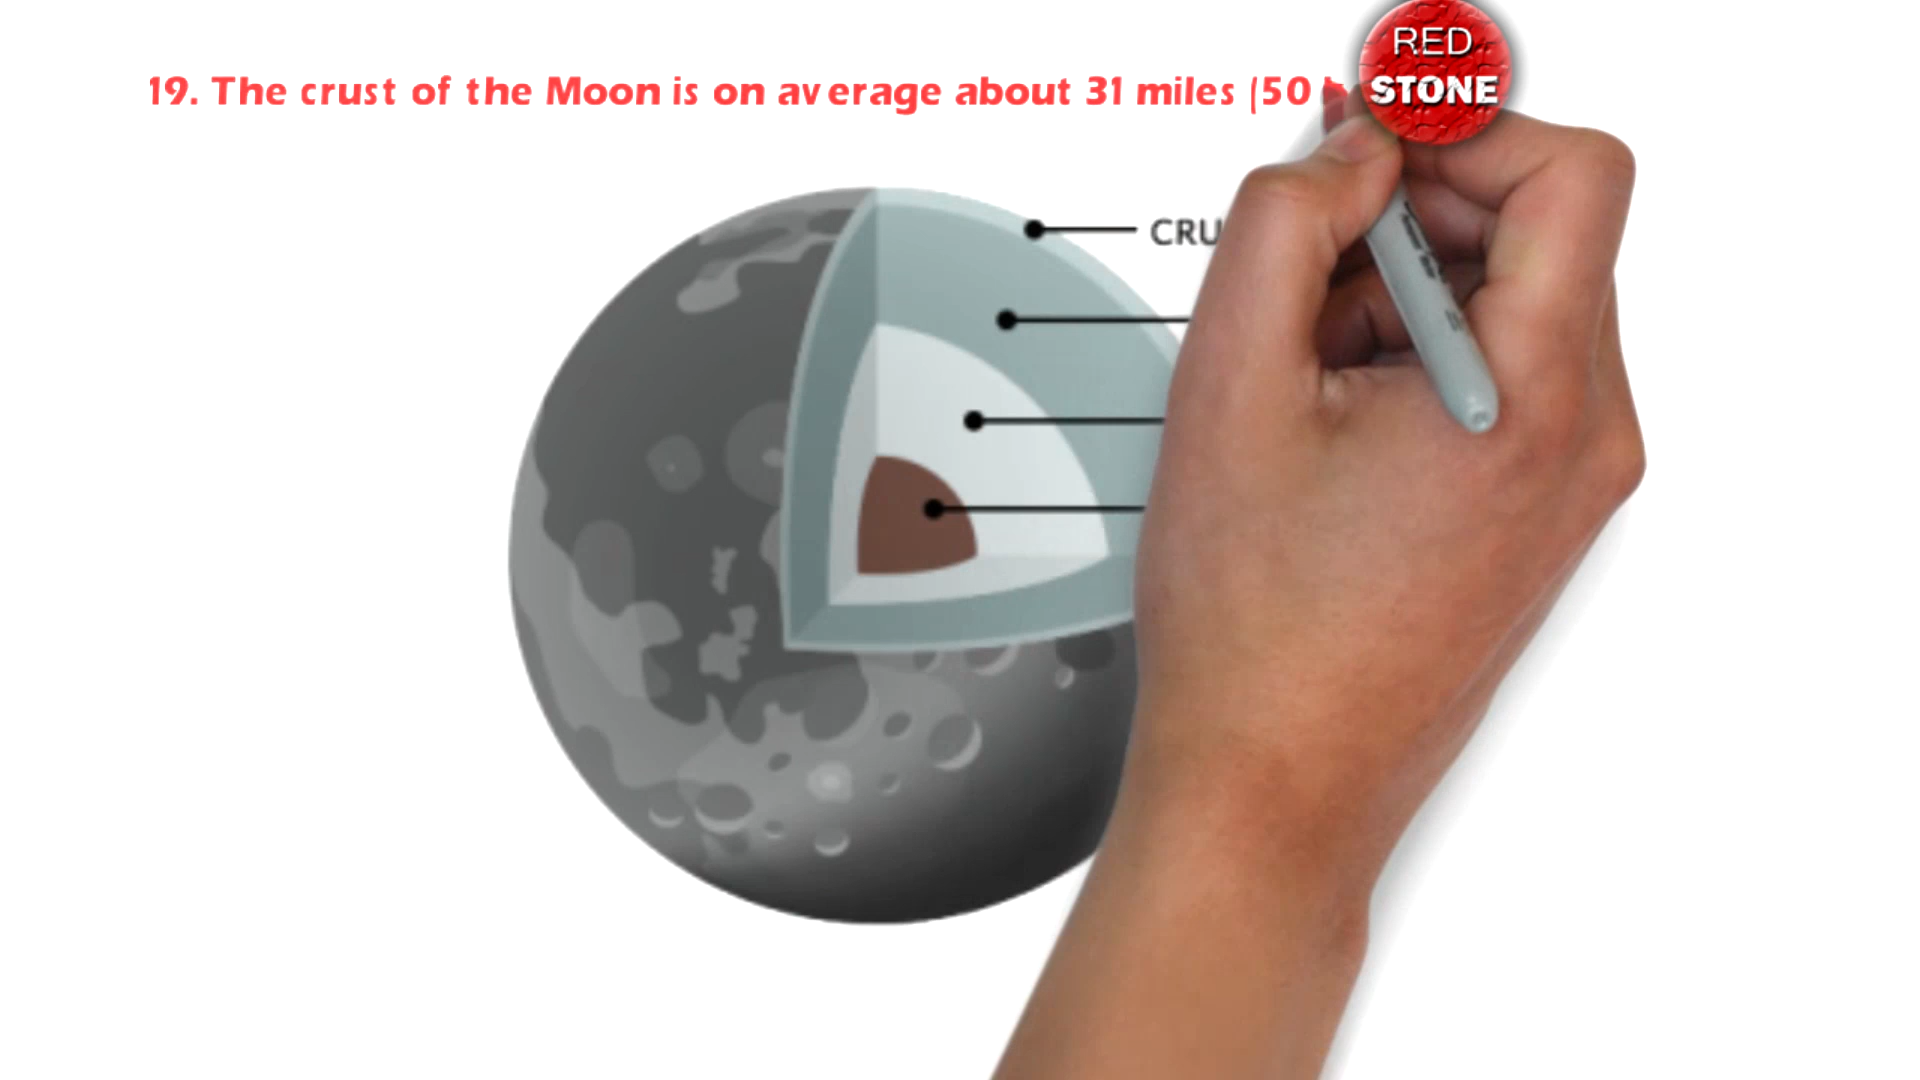 19. The crust of the Moon is on average about 31 miles (50
RED
STONE
CRU